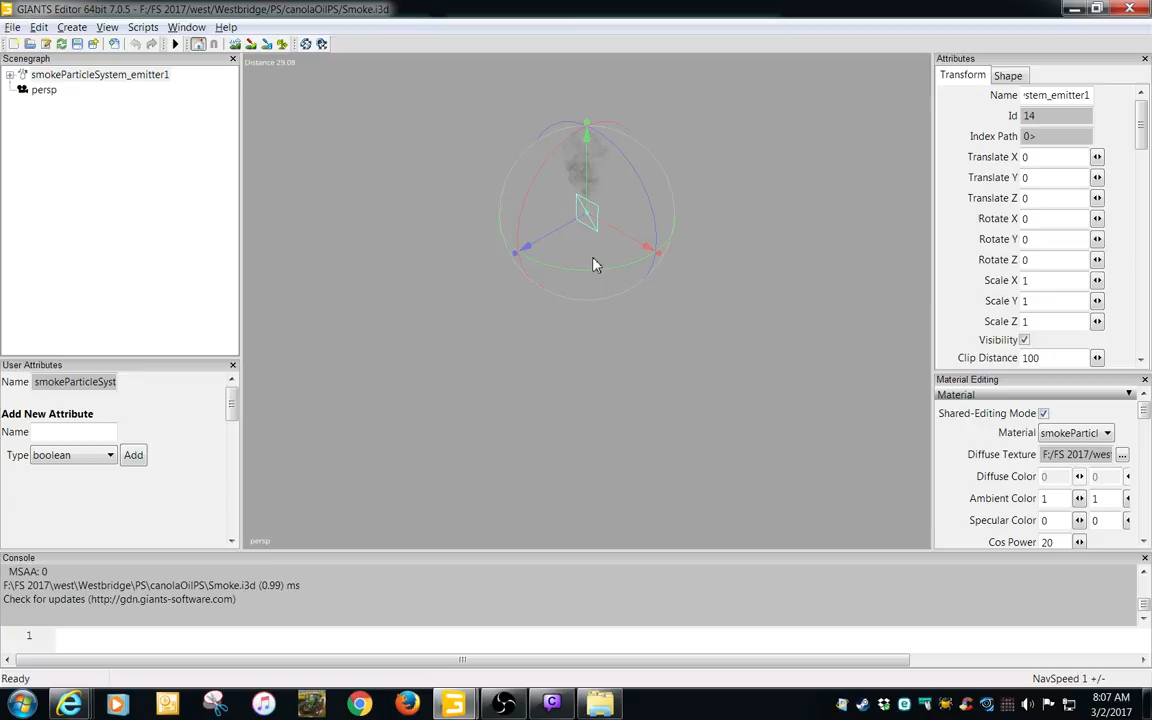 GIANTS Editor 64bit 7.0.5 - F:/FS 2017/west/Westbridge/PS/canolaOilPS/Smoke.i3d
File Edit Create View Scripts Window Help
Scenegraph
smokeParticleSystem_emitter1
persp
User Attributes
Name smokeParticleSyst
Add New Attribute
Name
Type boolean Add
Distance 29.08
persp
Attributes
Transform Shape
Name stem_emitter1
Id 14
Index Path 0>
Translate X 0
Translate Y 0
Translate Z 0
Rotate X 0
Rotate Y 0
Rotate Z 0
Scale X 1
Scale Y 1
Scale Z 1
Visibility
Clip Distance 100
Material Editing
Material
Shared-Editing Mode
Material smokeParticl
Diffuse Texture F:/FS 2017/wes ...
Diffuse Color 0 0
Ambient Color 1 1
Specular Color 0 0
Cos Power 20
Console
MSAA: 0
F:\FS 2017\west\Westbridge\PS\canolaOilPS\Smoke.i3d (0.99) ms
Check for updates (http://gdn.giants-software.com)
1
Ready
NavSpeed 1 +/-
8:07 AM
3/2/2017